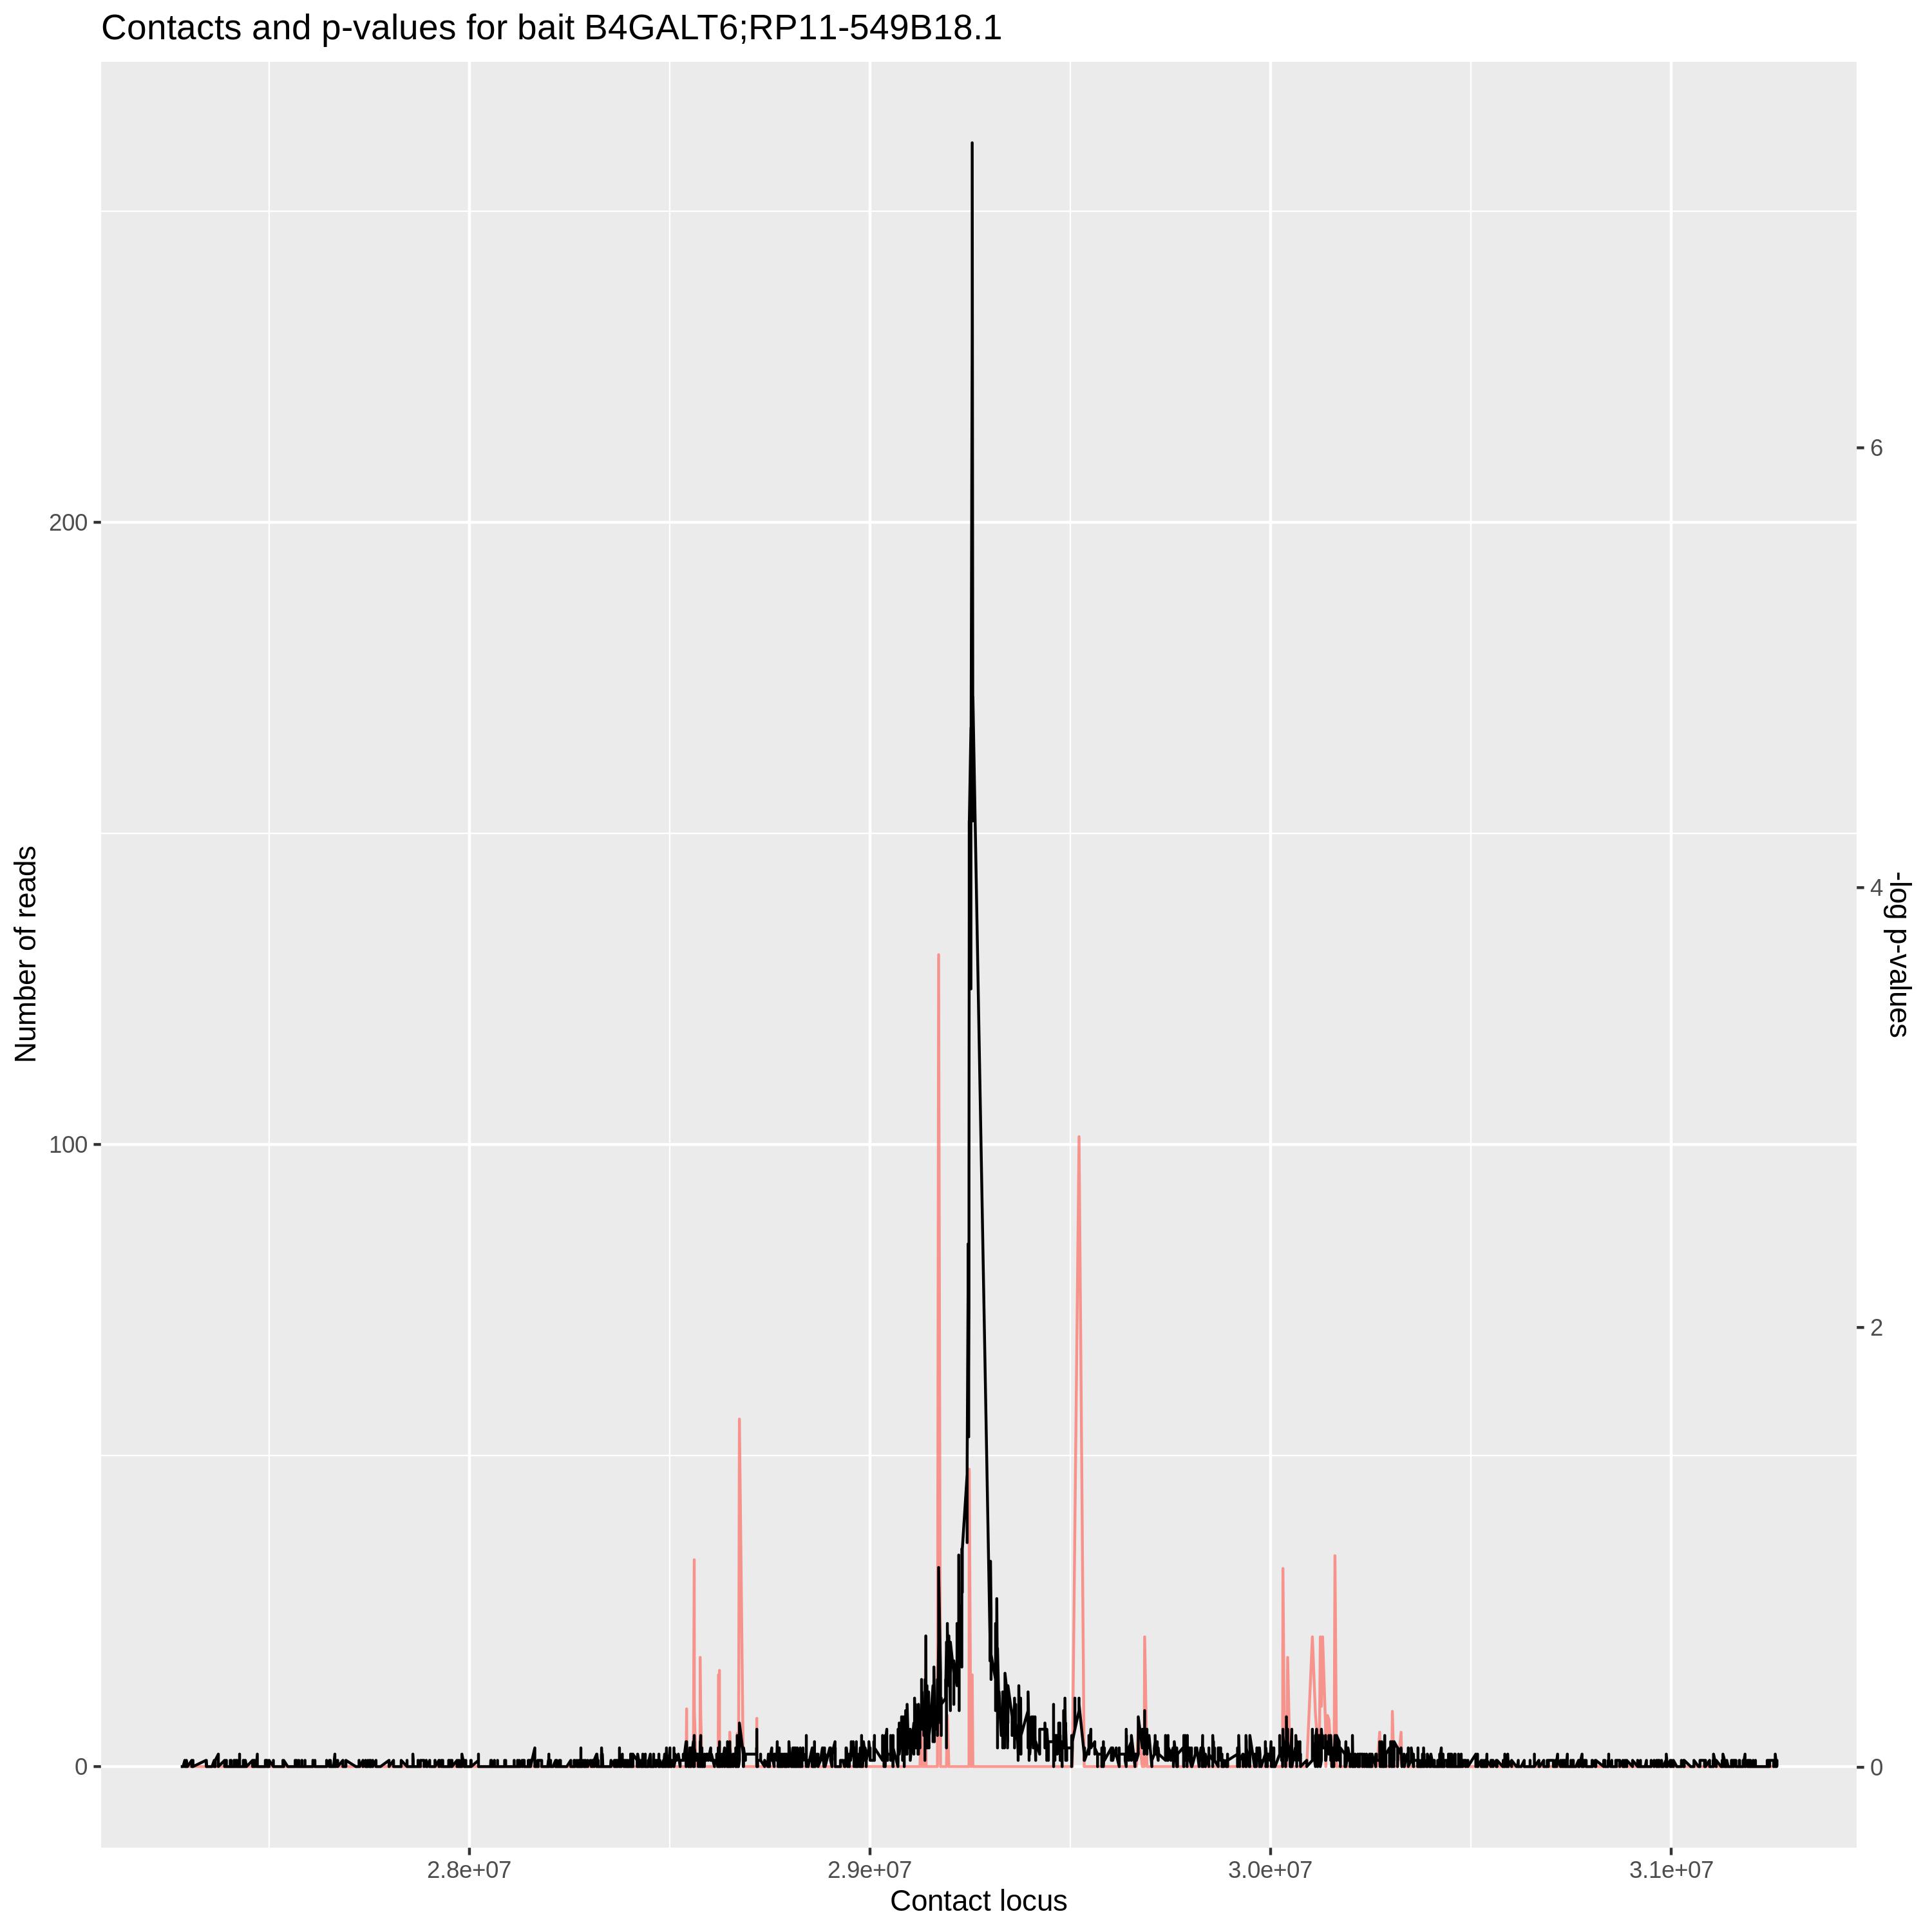 Contacts and p-values for bait B4GALT6;RP11-549B18.1
Number of reads
200
100
0
6
4
2
0
-log p-values
2.8e+07
2.9e+07
3.0e+07
3.1e+07
Contact locus